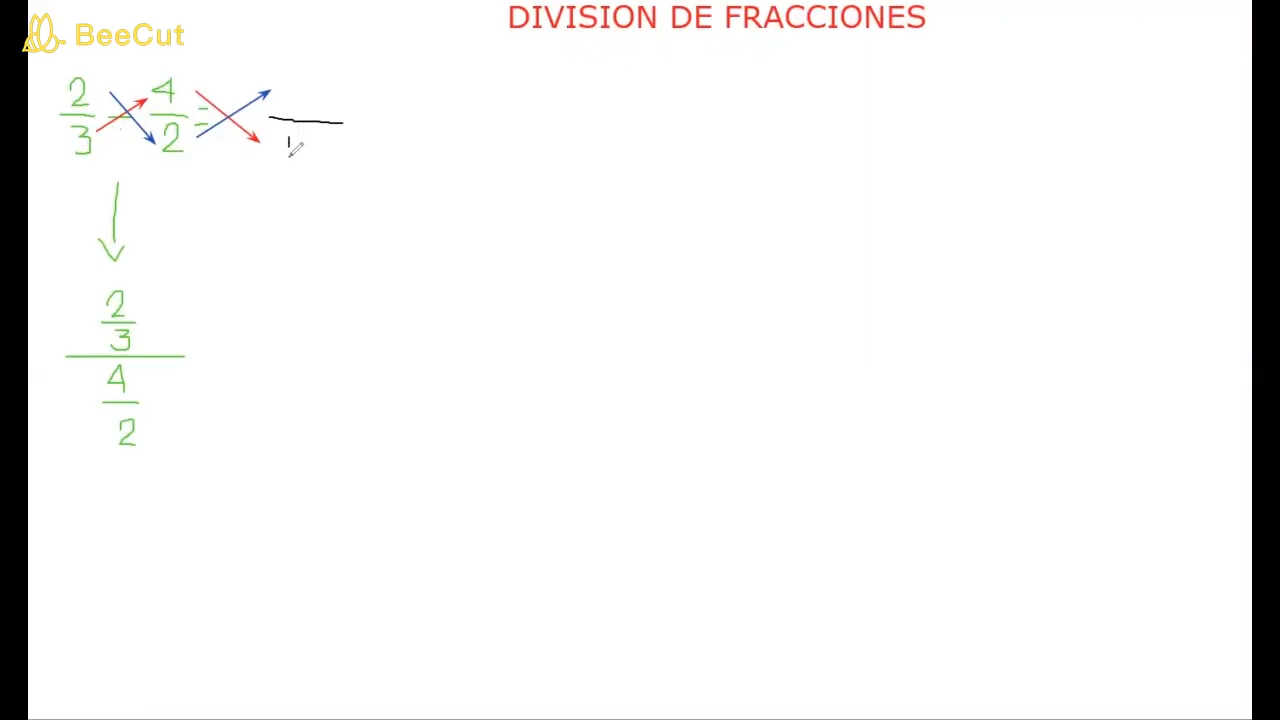 DIVISION DE FRACCIONES
BeeCut
2/3 ÷ 4/2 =
2/3
4/2